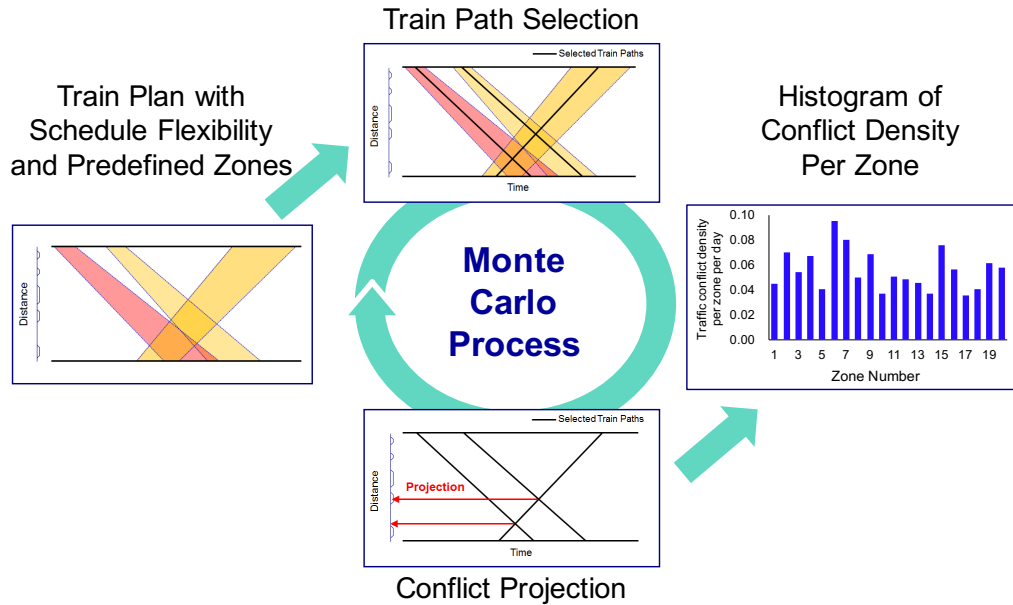 Train Path Selection
Selected Train Paths
Distance
Time
Train Plan with
Schedule Flexibility
and Predefined Zones
Distance
Time
Monte
Carlo
Process
Histogram of
Conflict Density
Per Zone
Traffic conflict density
per zone per day
0.10
0.08
0.06
0.04
0.02
0.00
1 3 5 7 9 11 13 15 17 19
Zone Number
Selected Train Paths
Distance
Projection
Time
Conflict Projection